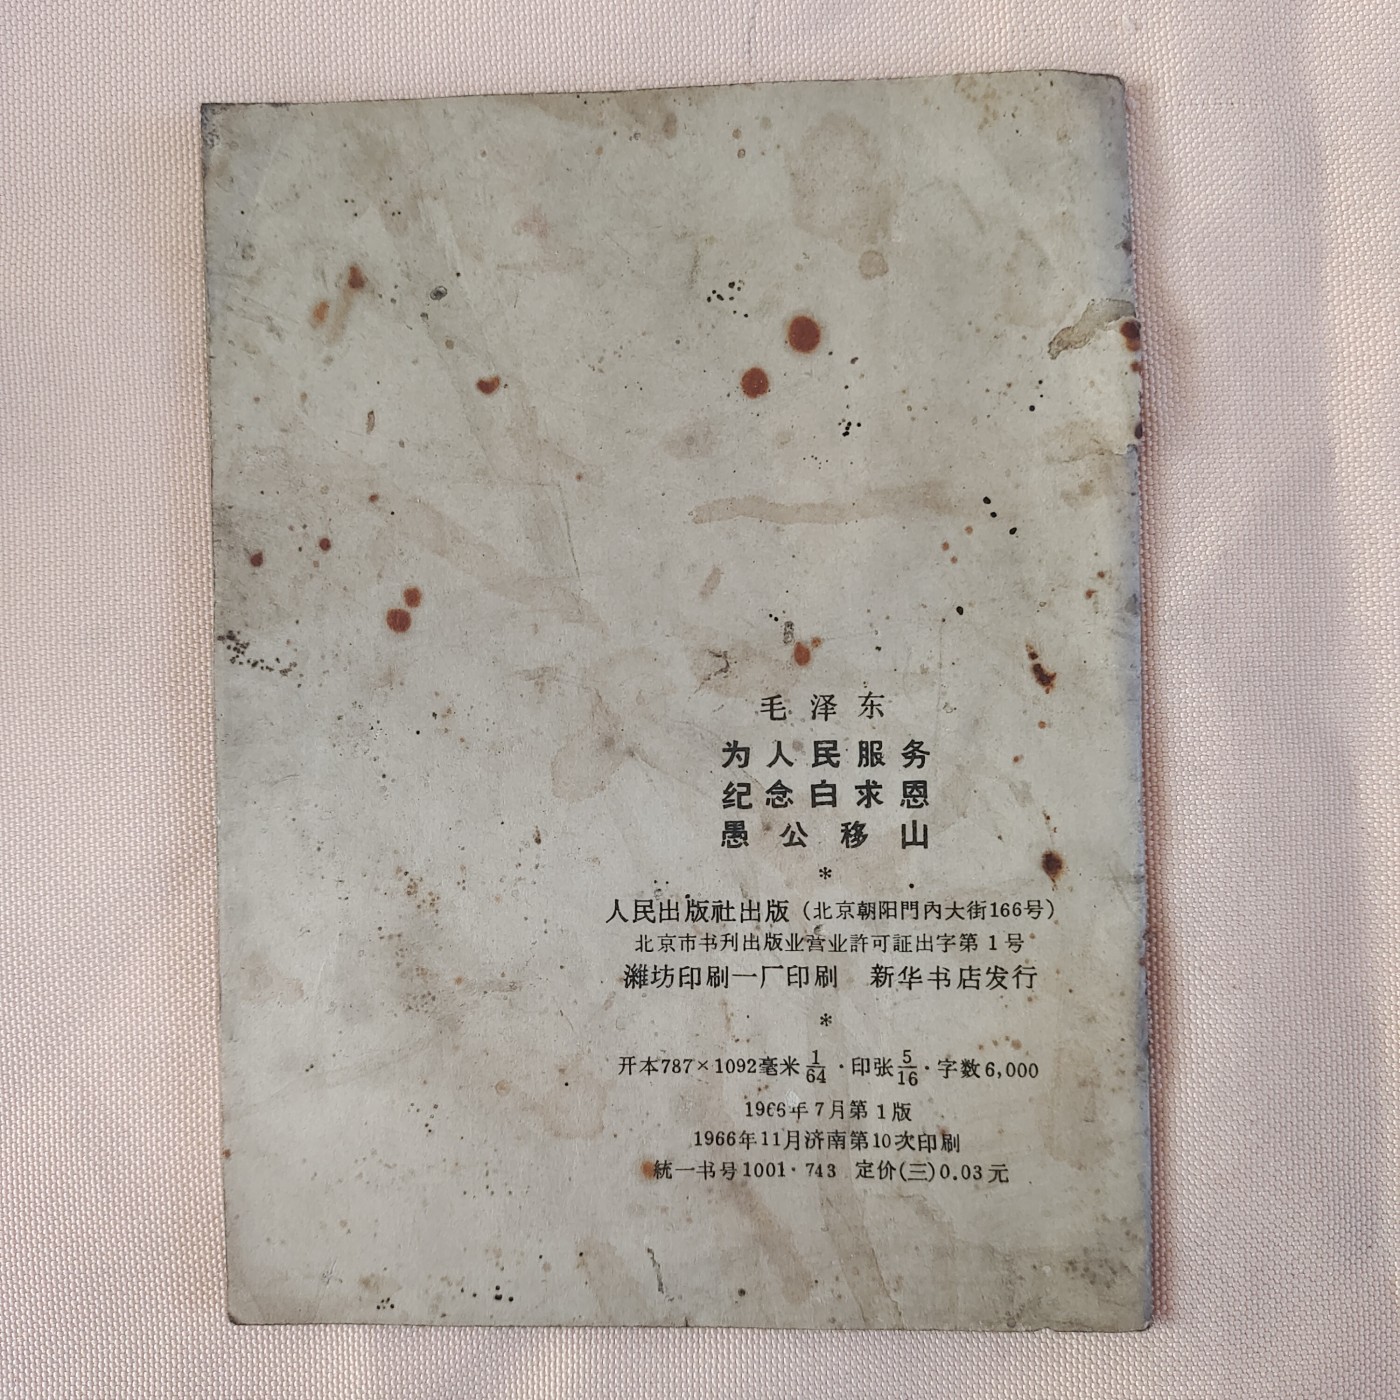 毛泽东
为人民服务
纪念白求恩
愚公移山
*
人民出版社出版（北京朝阳門內大街166号）
北京市书刊出版业营业許可証出字第1号
濰坊印刷一厂印刷　新华书店发行
*
开本787×1092毫米 1/64 · 印张 5/16 · 字数6,000
1966年7月第1版
1966年11月济南第10次印刷
統一书号1001·743　定价(三)0.03元